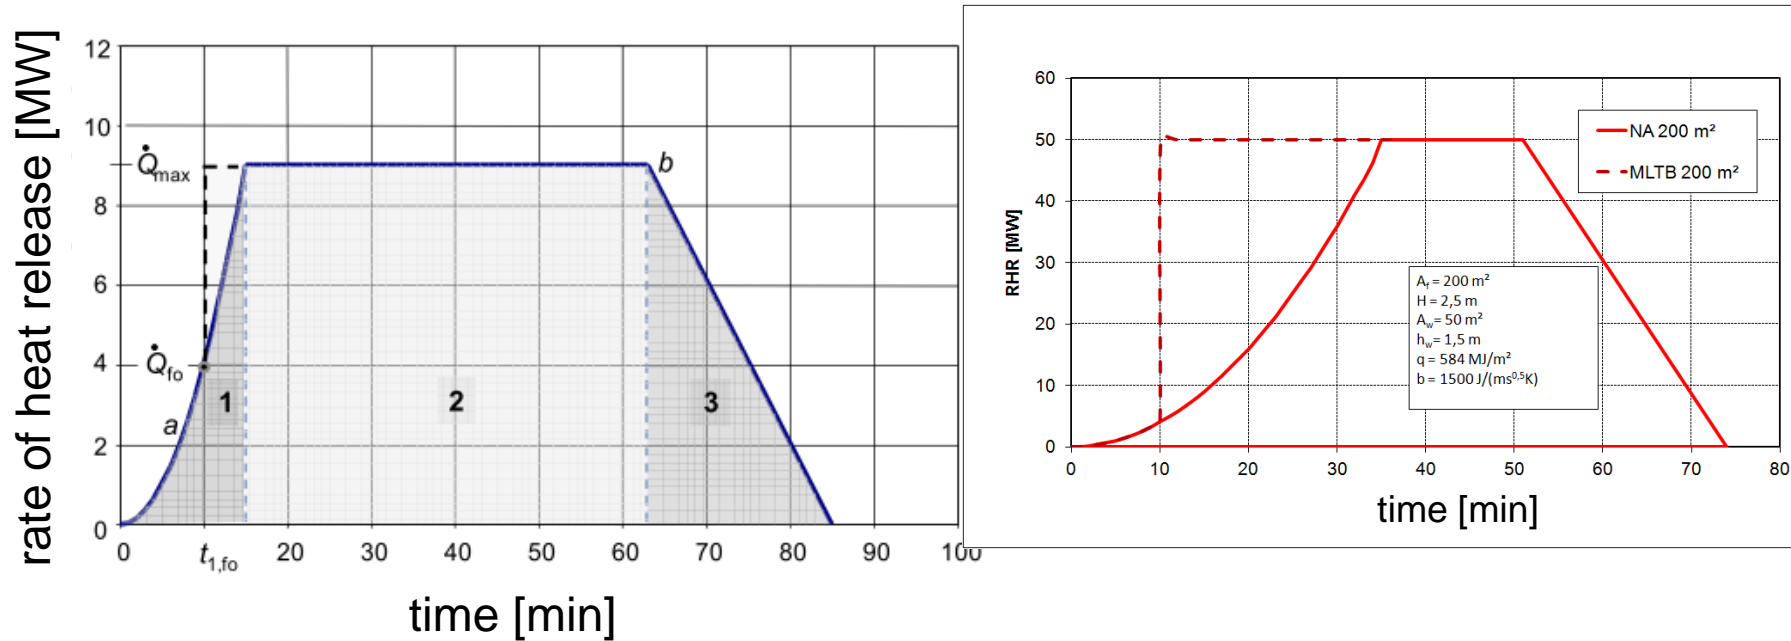 rate of heat release [MW]
12
10
Q̇max
8
6
4
Q̇fo
2
0
a
b
1
2
3
0 t1,fo 20 30 40 50 60 70 80 90 100
time [min]
RHR [MW]
60
50
40
30
20
10
0
NA 200 m²
MLTB 200 m²
Af = 200 m²
H = 2,5 m
Aw = 50 m²
hw = 1,5 m
q = 584 MJ/m²
b = 1500 J/(ms0,5K)
0 10 20 30 40 50 60 70 80
time [min]